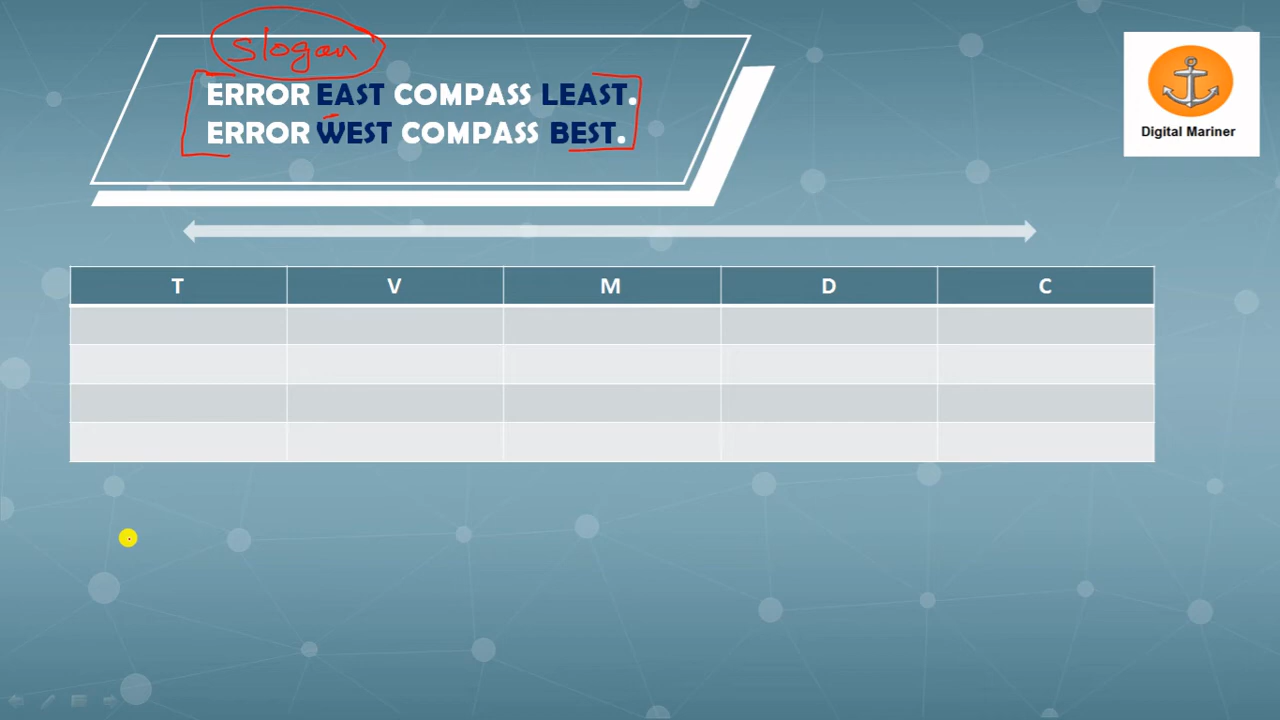 Slogan
ERROR EAST COMPASS LEAST.
ERROR WEST COMPASS BEST.
Digital Mariner
T V M D C